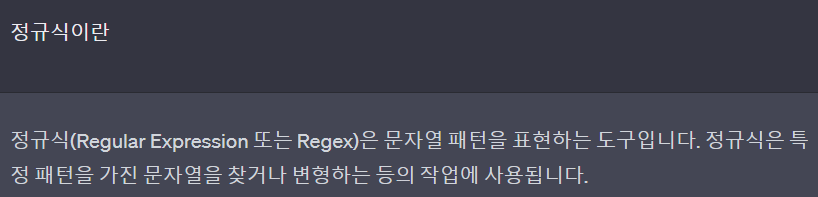 정규식이란
정규식(Regular Expression 또는 Regex)은 문자열 패턴을 표현하는 도구입니다. 정규식은 특
정 패턴을 가진 문자열을 찾거나 변형하는 등의 작업에 사용됩니다.